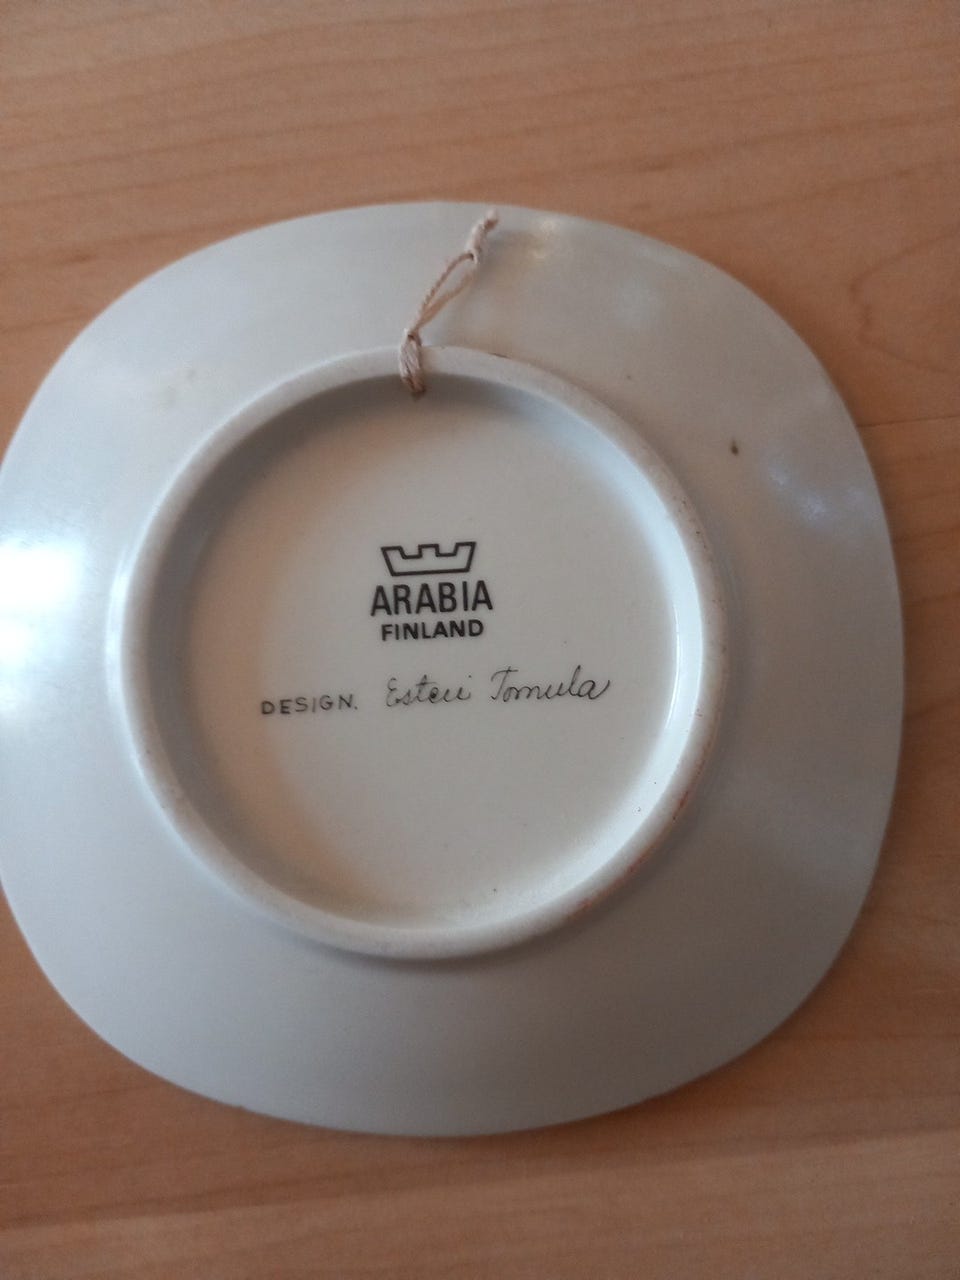 ARABIA
FINLAND
DESIGN. Esteri Tomula